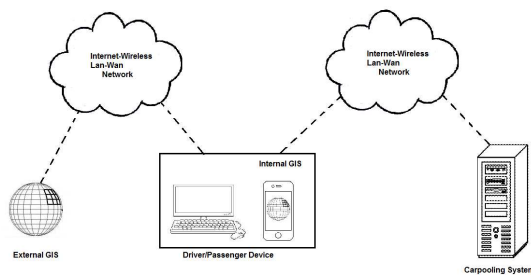 Internet-Wireless
Lan-Wan
Network
Internet-Wireless
Lan-Wan
Network
Internal GIS
External GIS
Driver/Passenger Device
Carpooling System